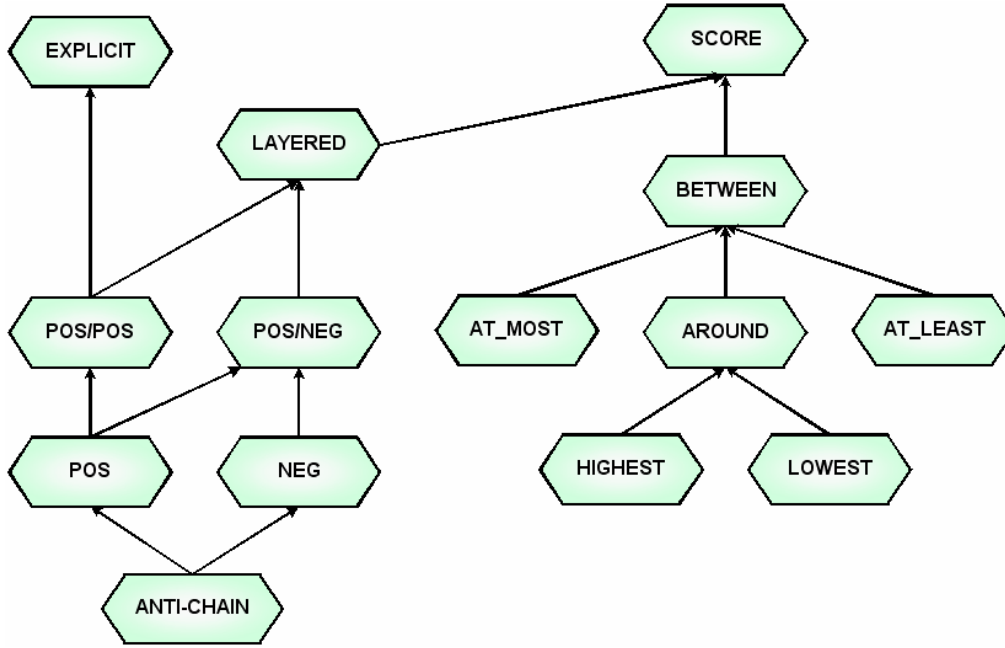 EXPLICIT
SCORE
LAYERED
BETWEEN
POS/POS
POS/NEG
AT_MOST
AROUND
AT_LEAST
POS
NEG
HIGHEST
LOWEST
ANTI-CHAIN